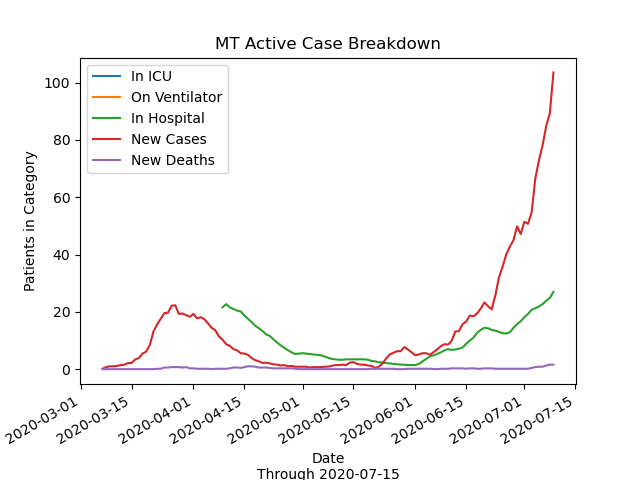 MT Active Case Breakdown
In ICU
On Ventilator
In Hospital
New Cases
New Deaths
Patients in Category
100
80
60
40
20
0
2020-03-01
2020-03-15
2020-04-01
2020-04-15
2020-05-01
2020-05-15
2020-06-01
2020-06-15
2020-07-01
2020-07-15
Date
Through 2020-07-15